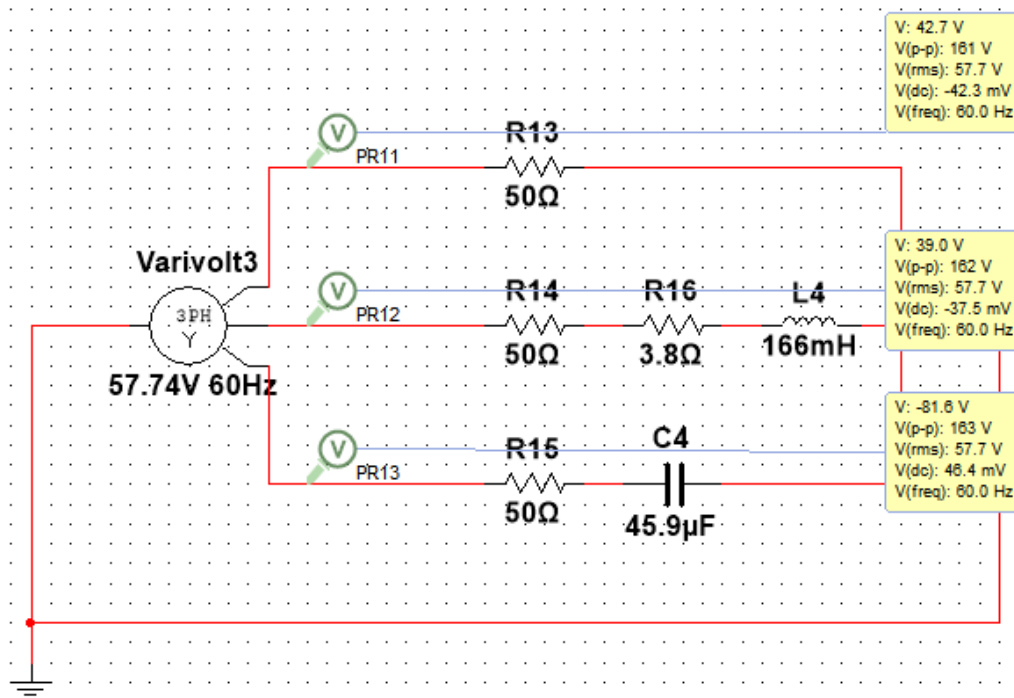 V: 42.7 V
V(p-p): 161 V
V(rms): 57.7 V
V(dc): -42.3 mV
V(freq): 60.0 Hz
V
PR11
R13
50Ω
Varivolt3
3PH
Y
57.74V 60Hz
V
PR12
R14
50Ω
R16
3.8Ω
L4
166mH
V: 39.0 V
V(p-p): 162 V
V(rms): 57.7 V
V(dc): -37.5 mV
V(freq): 60.0 Hz
V
PR13
R15
50Ω
C4
45.9µF
V: -81.6 V
V(p-p): 163 V
V(rms): 57.7 V
V(dc): 46.4 mV
V(freq): 60.0 Hz